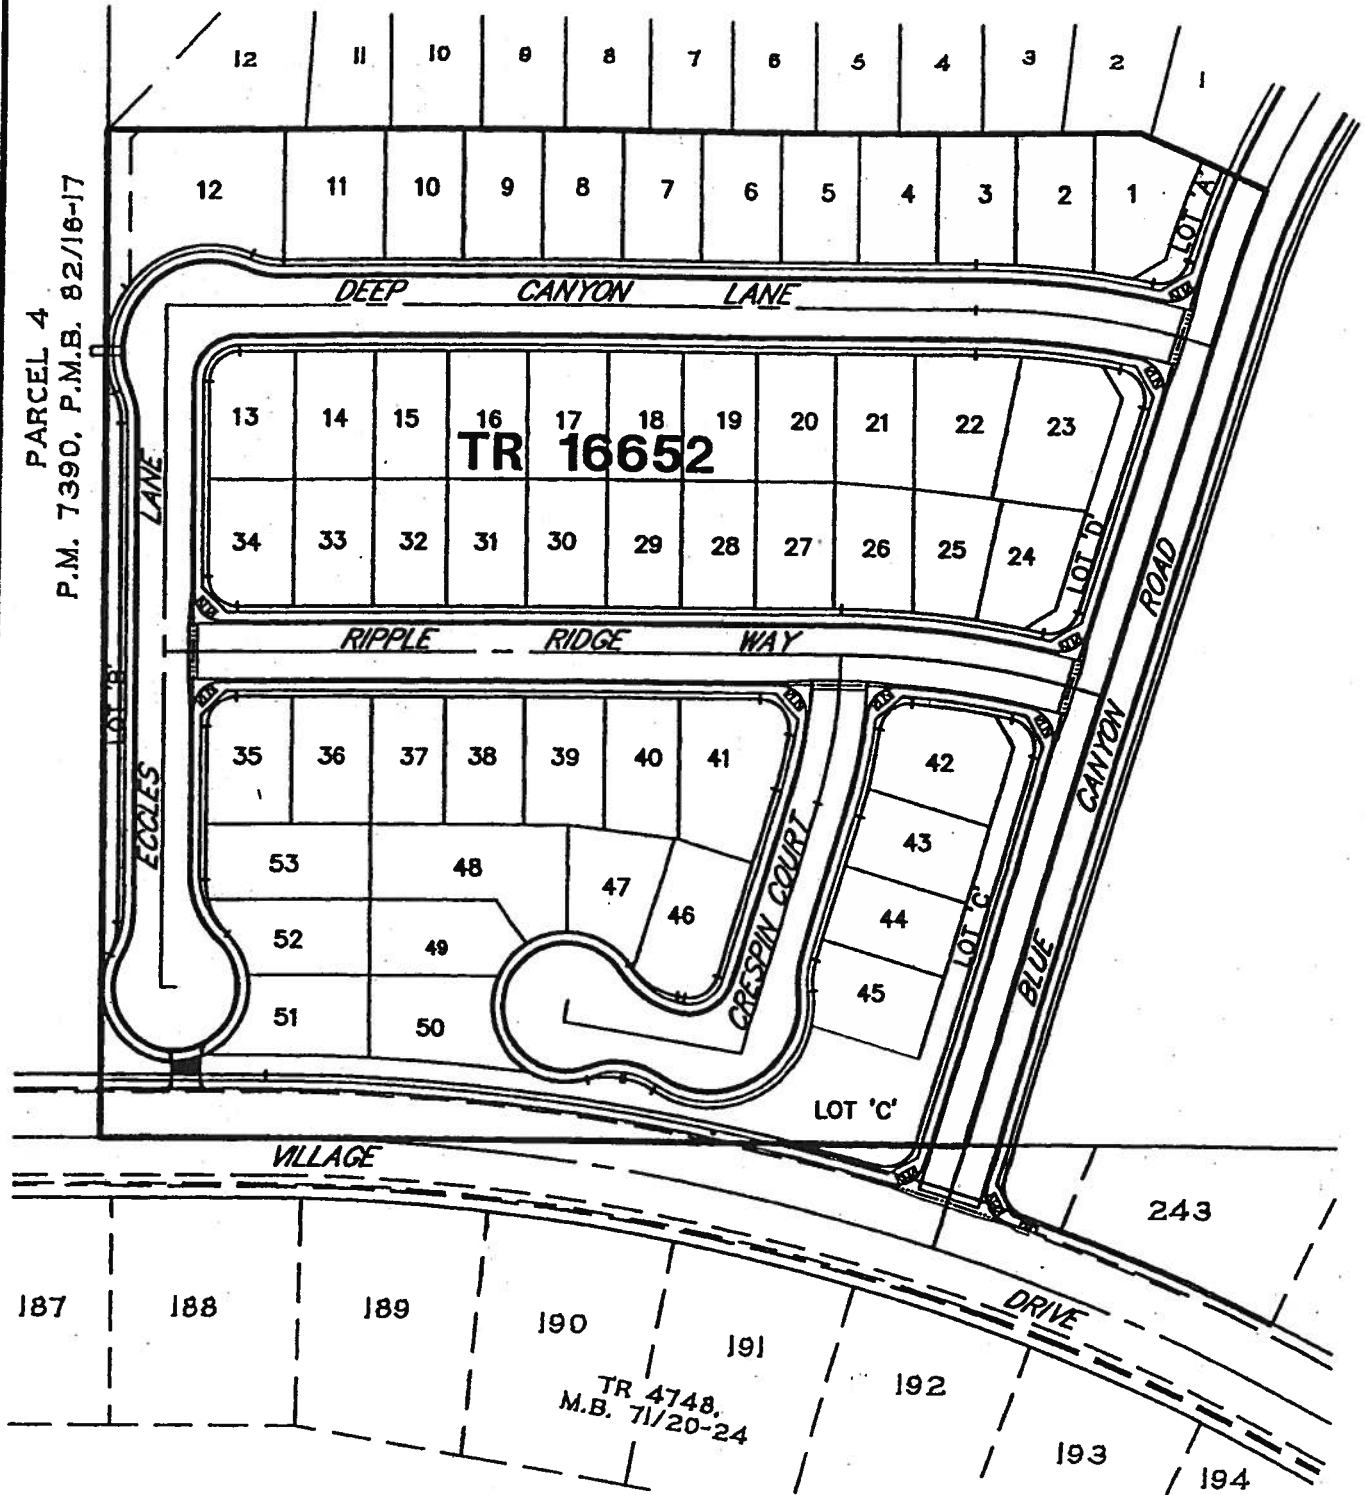 12 11 10 9 8 7 6 5 4 3 2 1
12 11 10 9 8 7 6 5 4 3 2 1
LOT 'A'
PARCEL 4
P.M. 7390, P.M.B. 82/16-17
DEEP CANYON LANE
13 14 15 16 17 18 19 20 21 22 23
TR 16652
34 33 32 31 30 29 28 27 26 25 24
LOT 'D'
ECCLES LANE
LOT 'B'
RIPPLE RIDGE WAY
BLUE CANYON ROAD
35 36 37 38 39 40 41
42
43
44
45
LOT 'C'
CRESPIN COURT
53 48 47 46
52 49
51 50
LOT 'C'
VILLAGE DRIVE
243
187 188 189 190 191 192 193 194
TR 4748,
M.B. 71/20-24